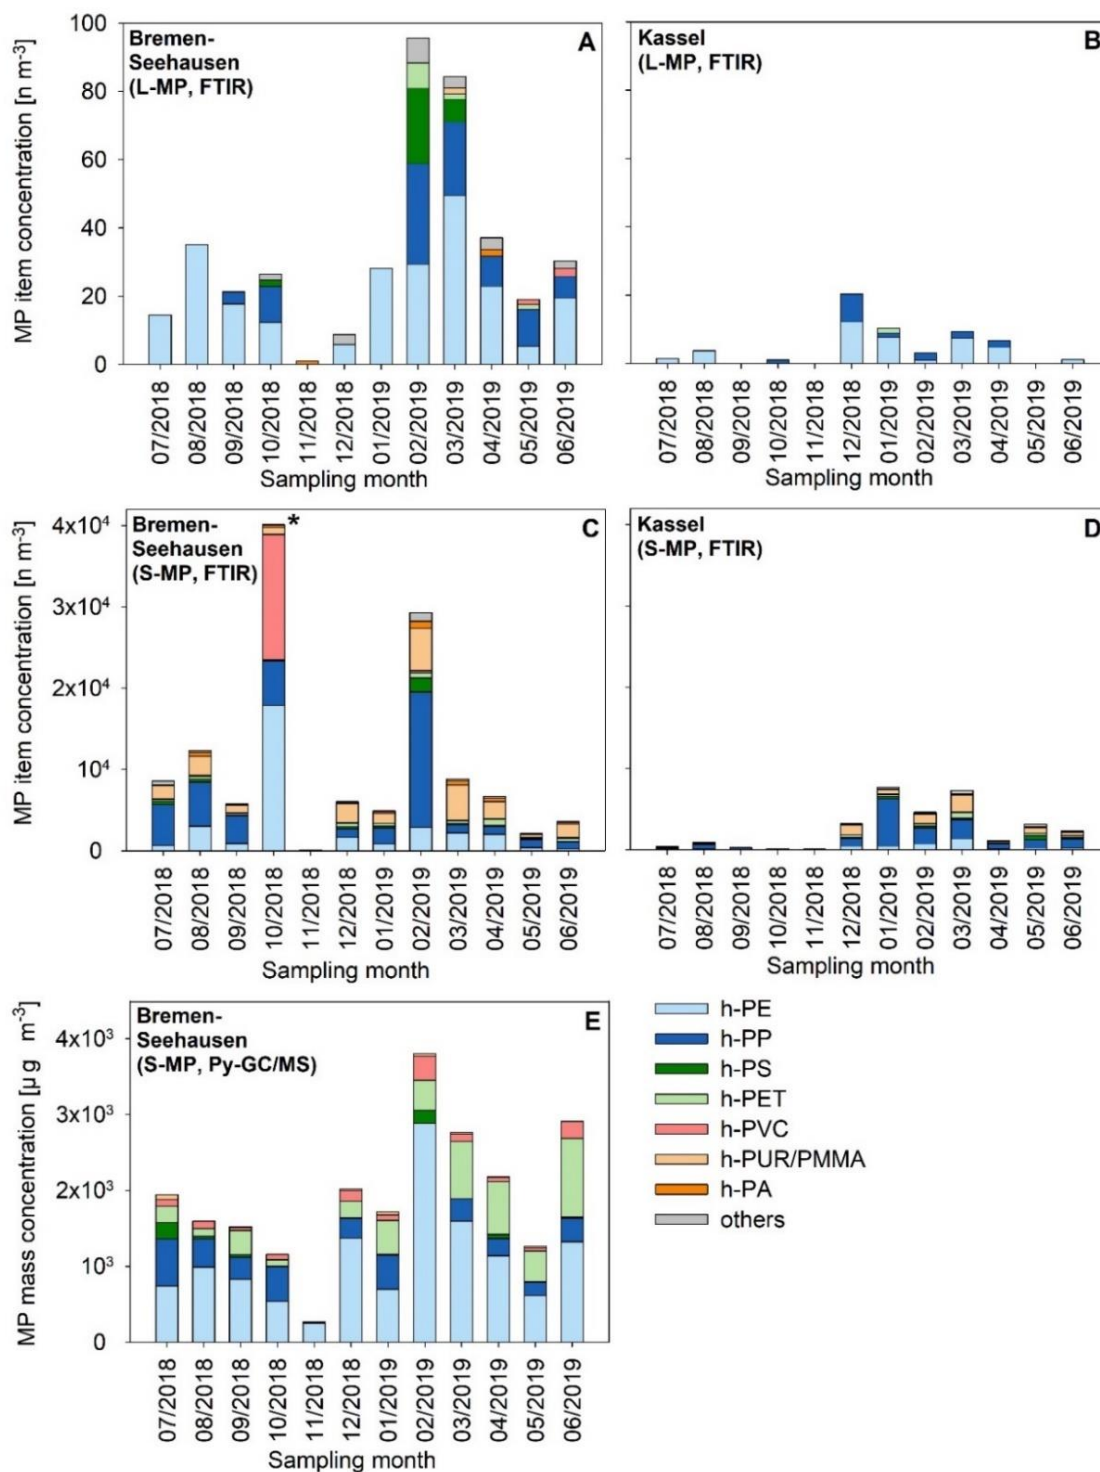 MP item concentration [n m⁻³]
100
80
60
40
20
0
Bremen-
Seehausen
(L-MP, FTIR)
A
07/2018
08/2018
09/2018
10/2018
11/2018
12/2018
01/2019
02/2019
03/2019
04/2019
05/2019
06/2019
Sampling month
Kassel
(L-MP, FTIR)
B
07/2018
08/2018
09/2018
10/2018
11/2018
12/2018
01/2019
02/2019
03/2019
04/2019
05/2019
06/2019
Sampling month
MP item concentration [n m⁻³]
4x10⁴
3x10⁴
2x10⁴
10⁴
0
Bremen-
Seehausen
(S-MP, FTIR)
*
C
07/2018
08/2018
09/2018
10/2018
11/2018
12/2018
01/2019
02/2019
03/2019
04/2019
05/2019
06/2019
Sampling month
Kassel
(S-MP, FTIR)
D
07/2018
08/2018
09/2018
10/2018
11/2018
12/2018
01/2019
02/2019
03/2019
04/2019
05/2019
06/2019
Sampling month
MP mass concentration [µg m⁻³]
4x10³
3x10³
2x10³
10³
0
Bremen-
Seehausen
(S-MP, Py-GC/MS)
E
07/2018
08/2018
09/2018
10/2018
11/2018
12/2018
01/2019
02/2019
03/2019
04/2019
05/2019
06/2019
Sampling month
h-PE
h-PP
h-PS
h-PET
h-PVC
h-PUR/PMMA
h-PA
others